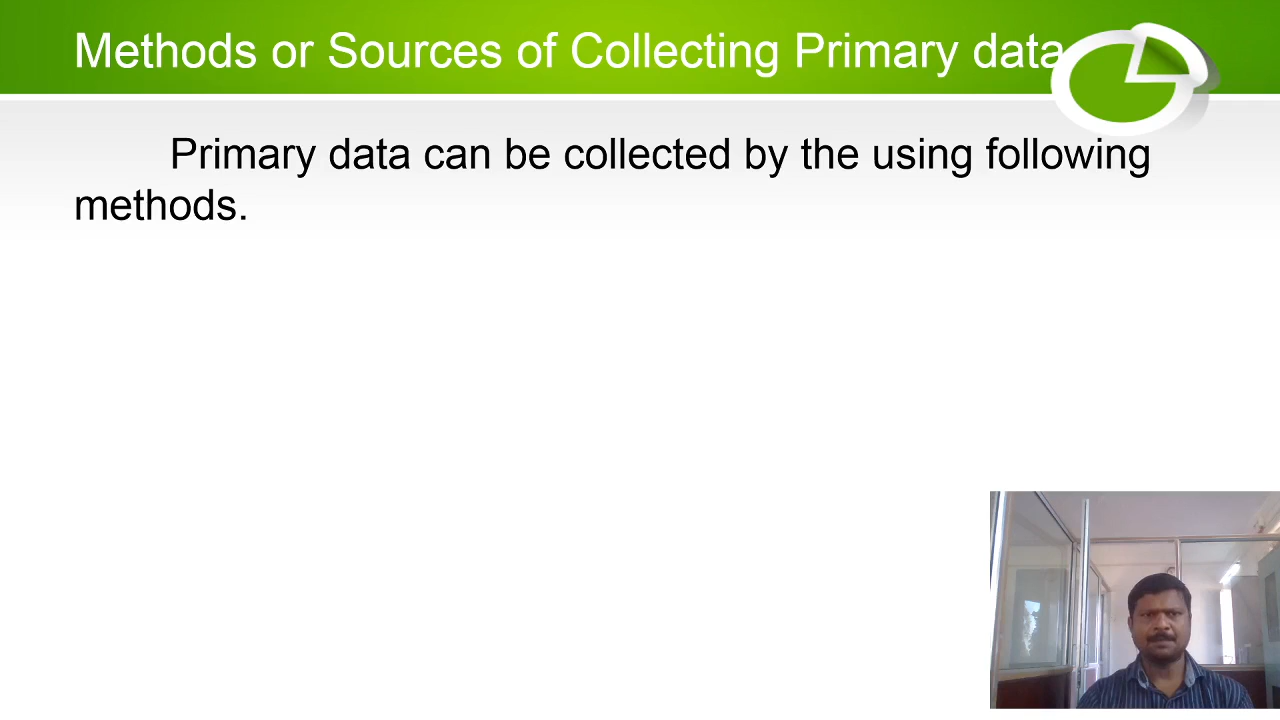 Methods or Sources of Collecting Primary data
Primary data can be collected by the using following
methods.